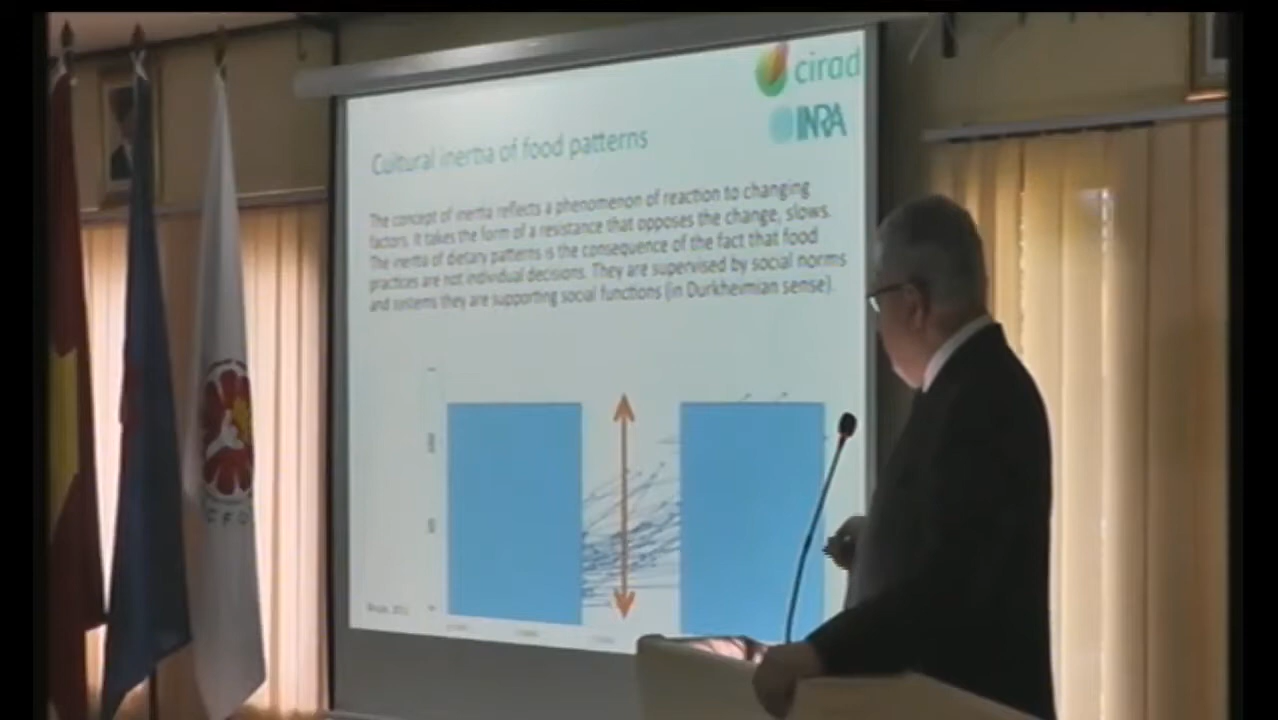 cirad
INRA
Cultural inertia of food patterns
The concept of inertia reflects a phenomenon of reaction to changing
factors. It takes the form of a resistance that opposes the change, slows.
The inertia of dietary patterns is the consequence of the fact that food
practices are not individual decisions. They are supervised by social norms
and systems they are supporting social functions (in Durkheimian sense).